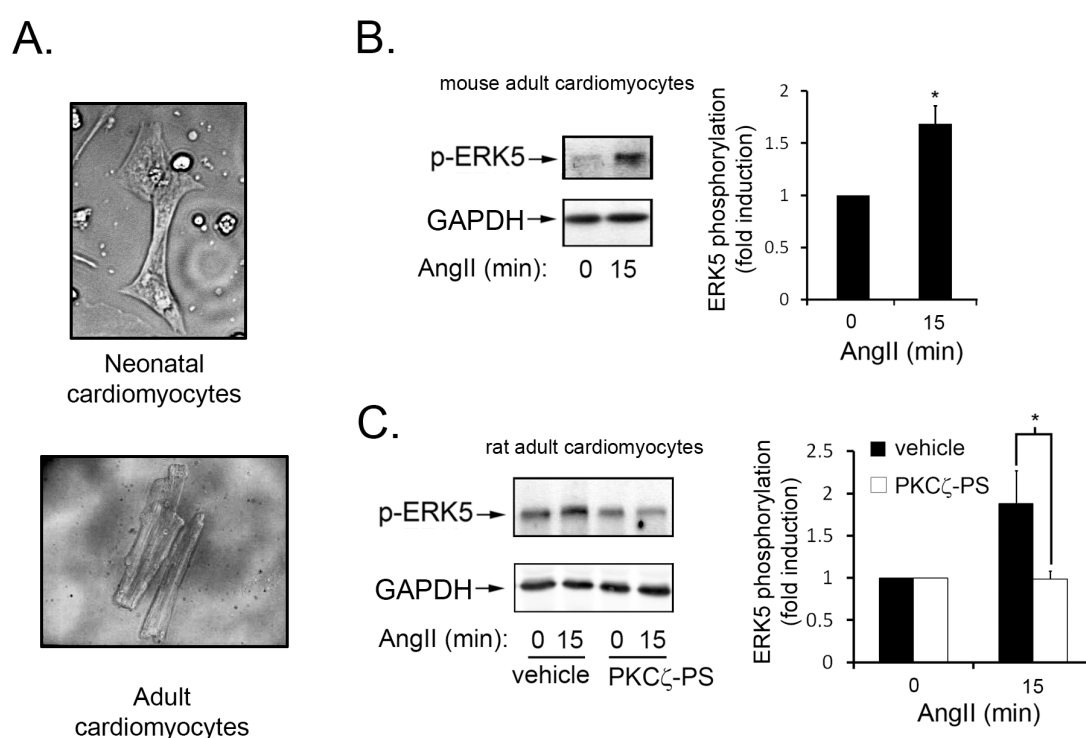 A.
Neonatal
cardiomyocytes
Adult
cardiomyocytes
B.
mouse adult cardiomyocytes
p-ERK5
GAPDH
AngII (min): 0 15
ERK5 phosphorylation
(fold induction)
2
1.5
1
0.5
0
*
0 15
AngII (min)
C.
rat adult cardiomyocytes
p-ERK5
GAPDH
AngII (min): 0 15 0 15
vehicle PKCζ-PS
ERK5 phosphorylation
(fold induction)
2.5
2
1.5
1
0.5
0
vehicle
PKCζ-PS
*
0 15
AngII (min)